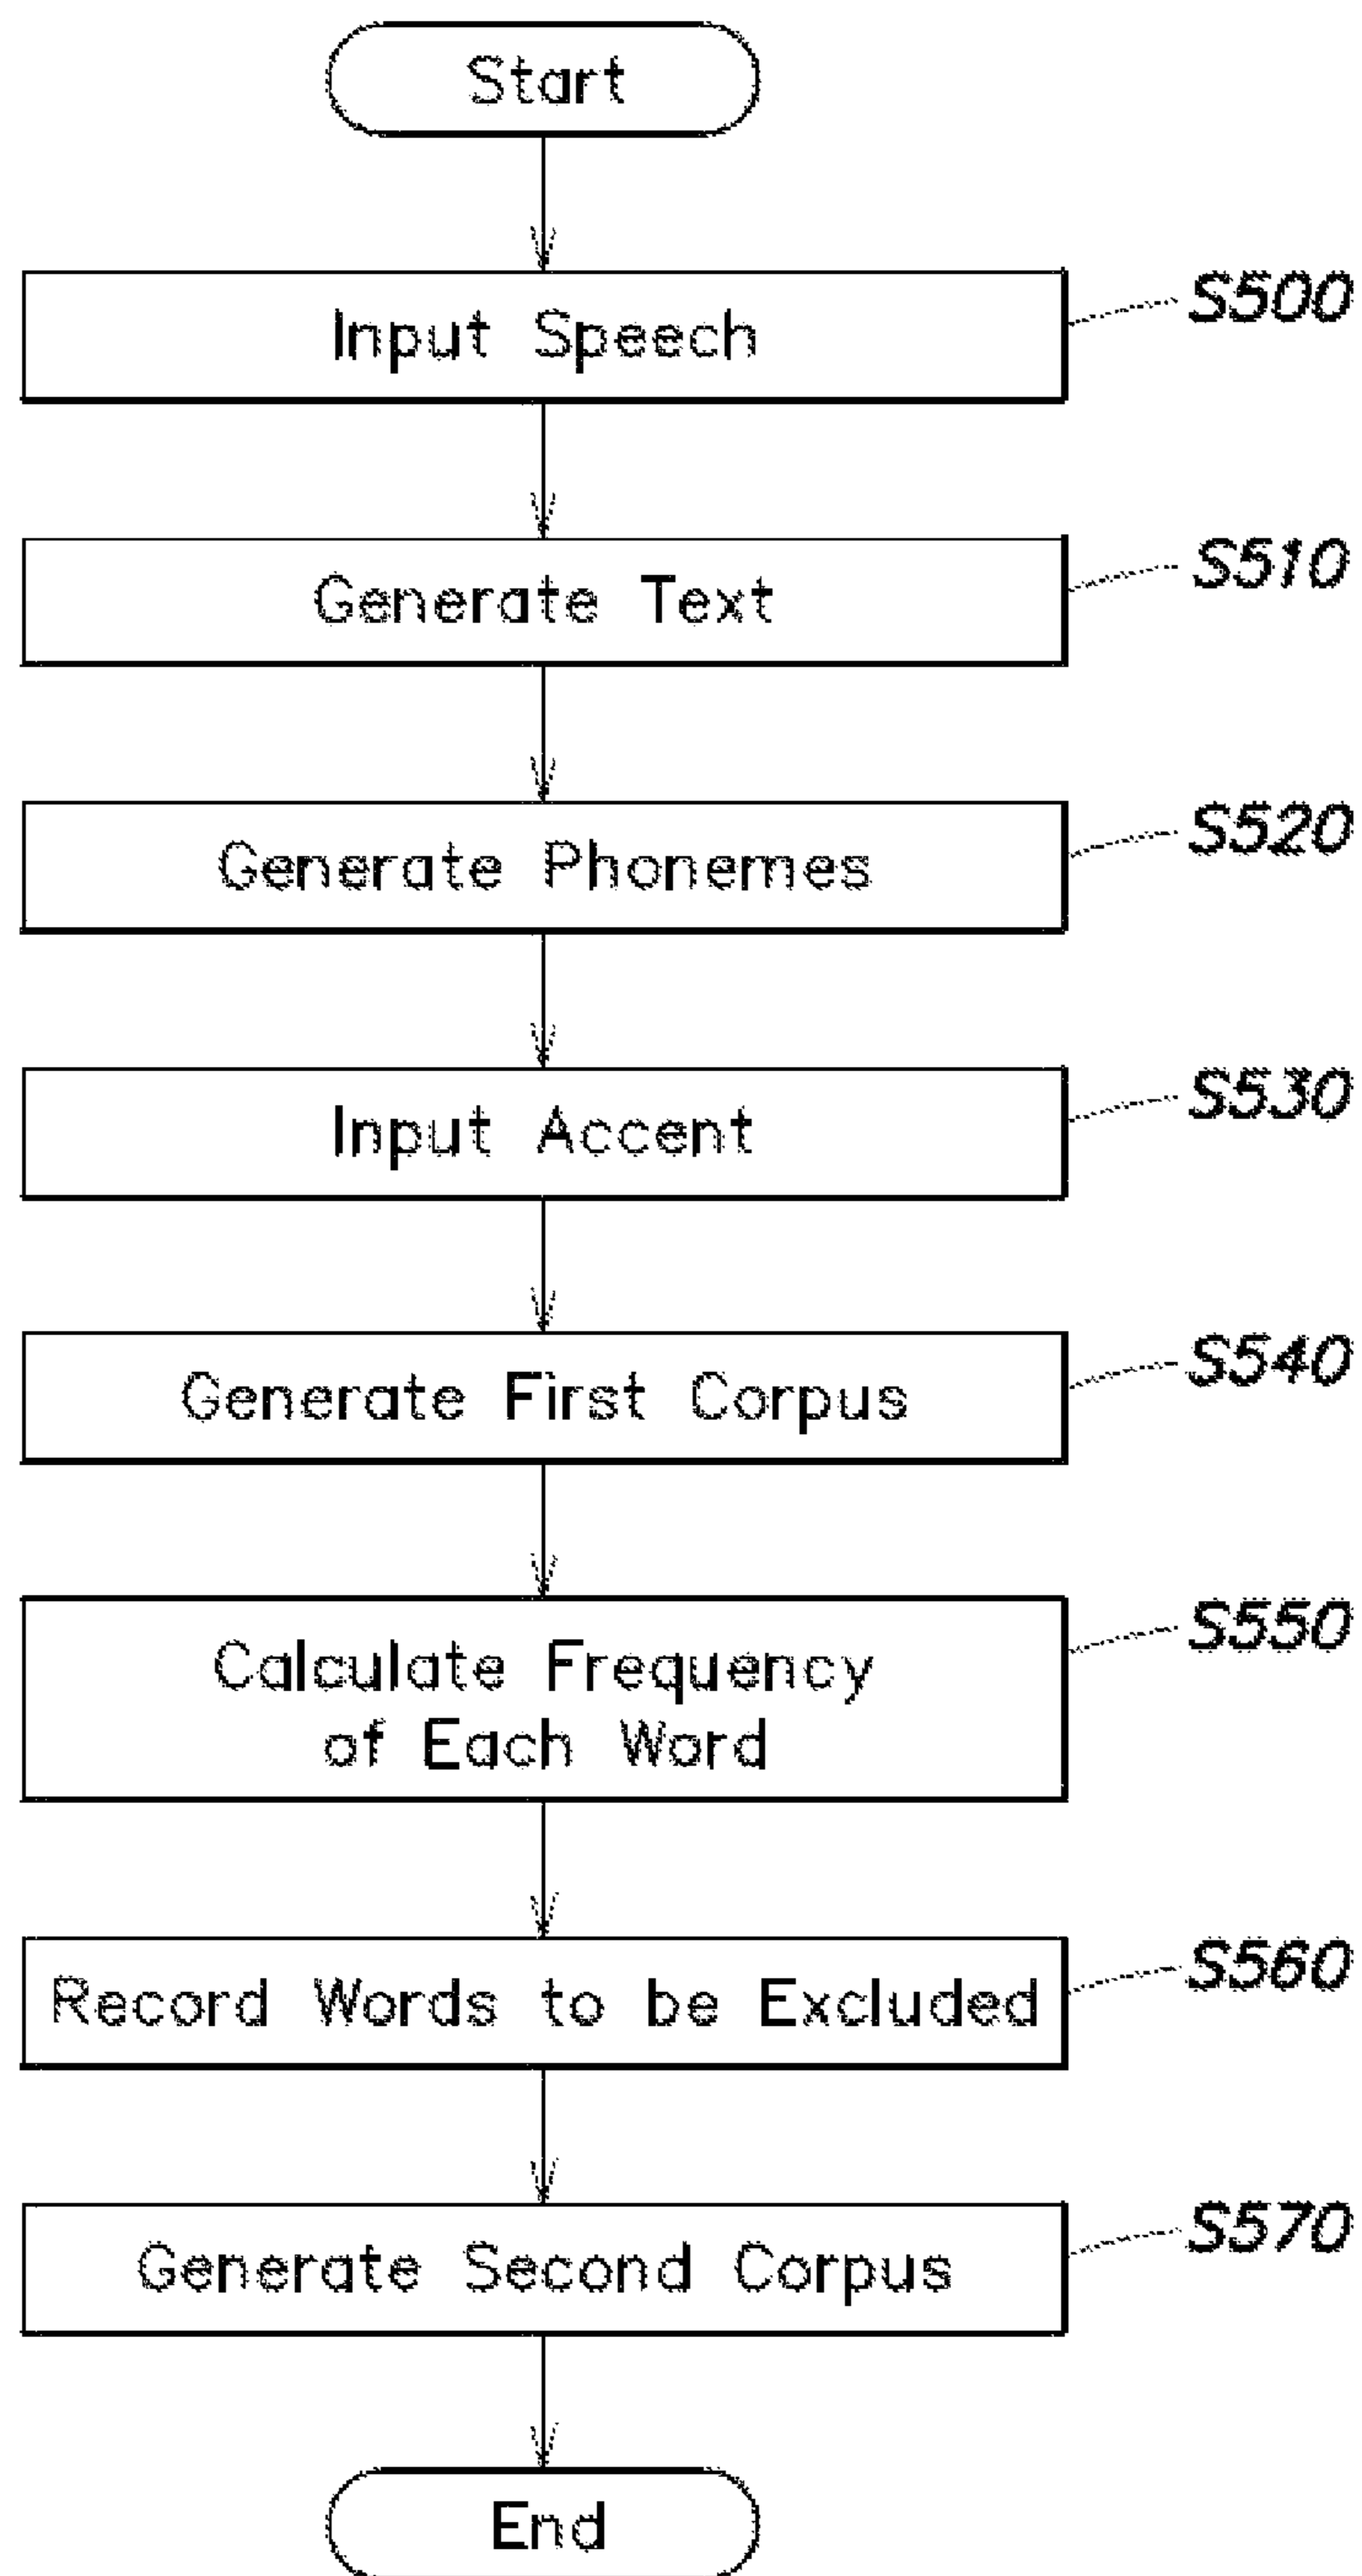 Start
Input Speech
S500
Generate Text
S510
Generate Phonemes
S520
Input Accent
S530
Generate First Corpus
S540
Calculate Frequency
of Each Word
S550
Record Words to be Excluded
S560
Generate Second Corpus
S570
End